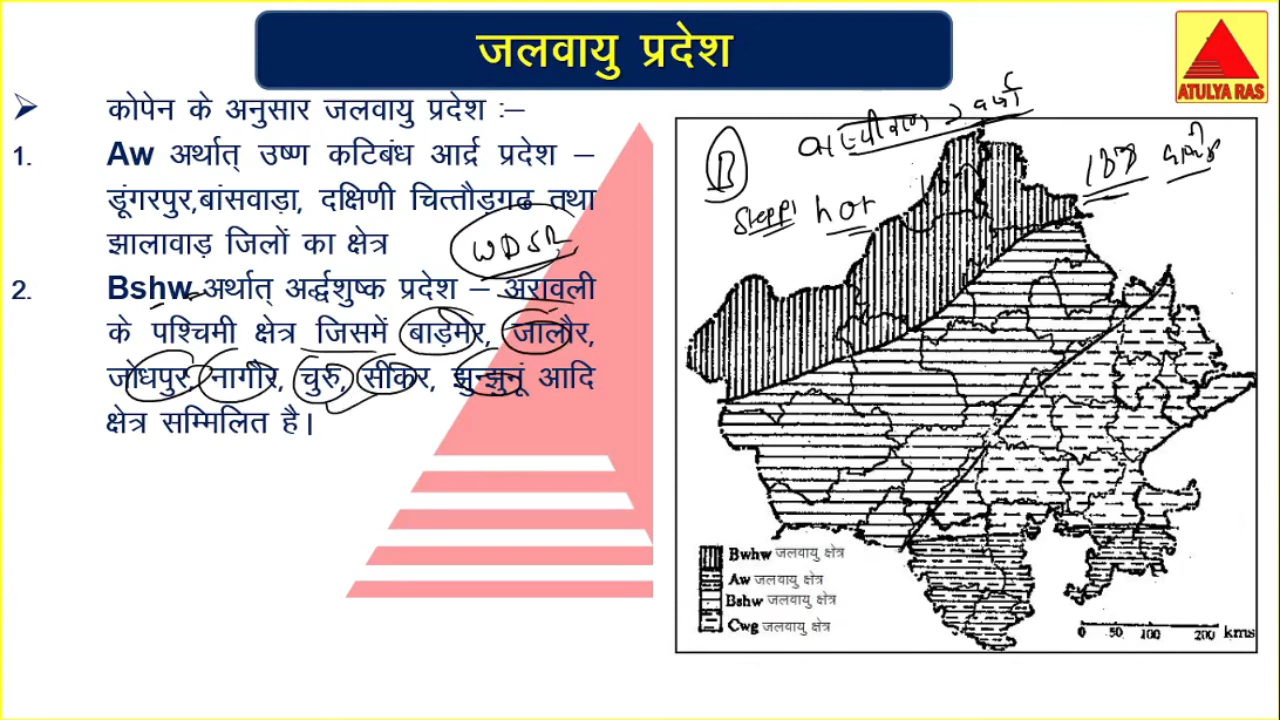 जलवायु प्रदेश
ATULYA RAS
➢ कोपेन के अनुसार जलवायु प्रदेश :–
1. Aw अर्थात् उष्ण कटिबंध आर्द्र प्रदेश –
डूंगरपुर,बांसवाड़ा, दक्षिणी चित्तौड़गढ तथा
झालावाड़ जिलों का क्षेत्र
2. Bshw अर्थात् अर्द्धशुष्क प्रदेश – अरावली
के पश्चिमी क्षेत्र जिसमें बाड़मेर, जालौर,
जोधपुर, नागौर, चुरु, सीकर, झुन्झुनूं आदि
क्षेत्र सम्मिलित है।
B
वाष्पीकरण > वर्षा
hot
Bwhw जलवायु क्षेत्र
Aw जलवायु क्षेत्र
Bshw जलवायु क्षेत्र
Cwg जलवायु क्षेत्र
0 50 100 200 kms